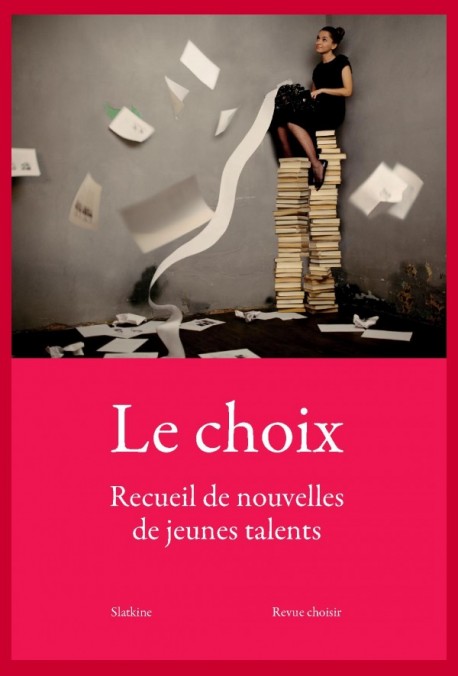 Le choix
Recueil de nouvelles
de jeunes talents
Slatkine
Revue choisir